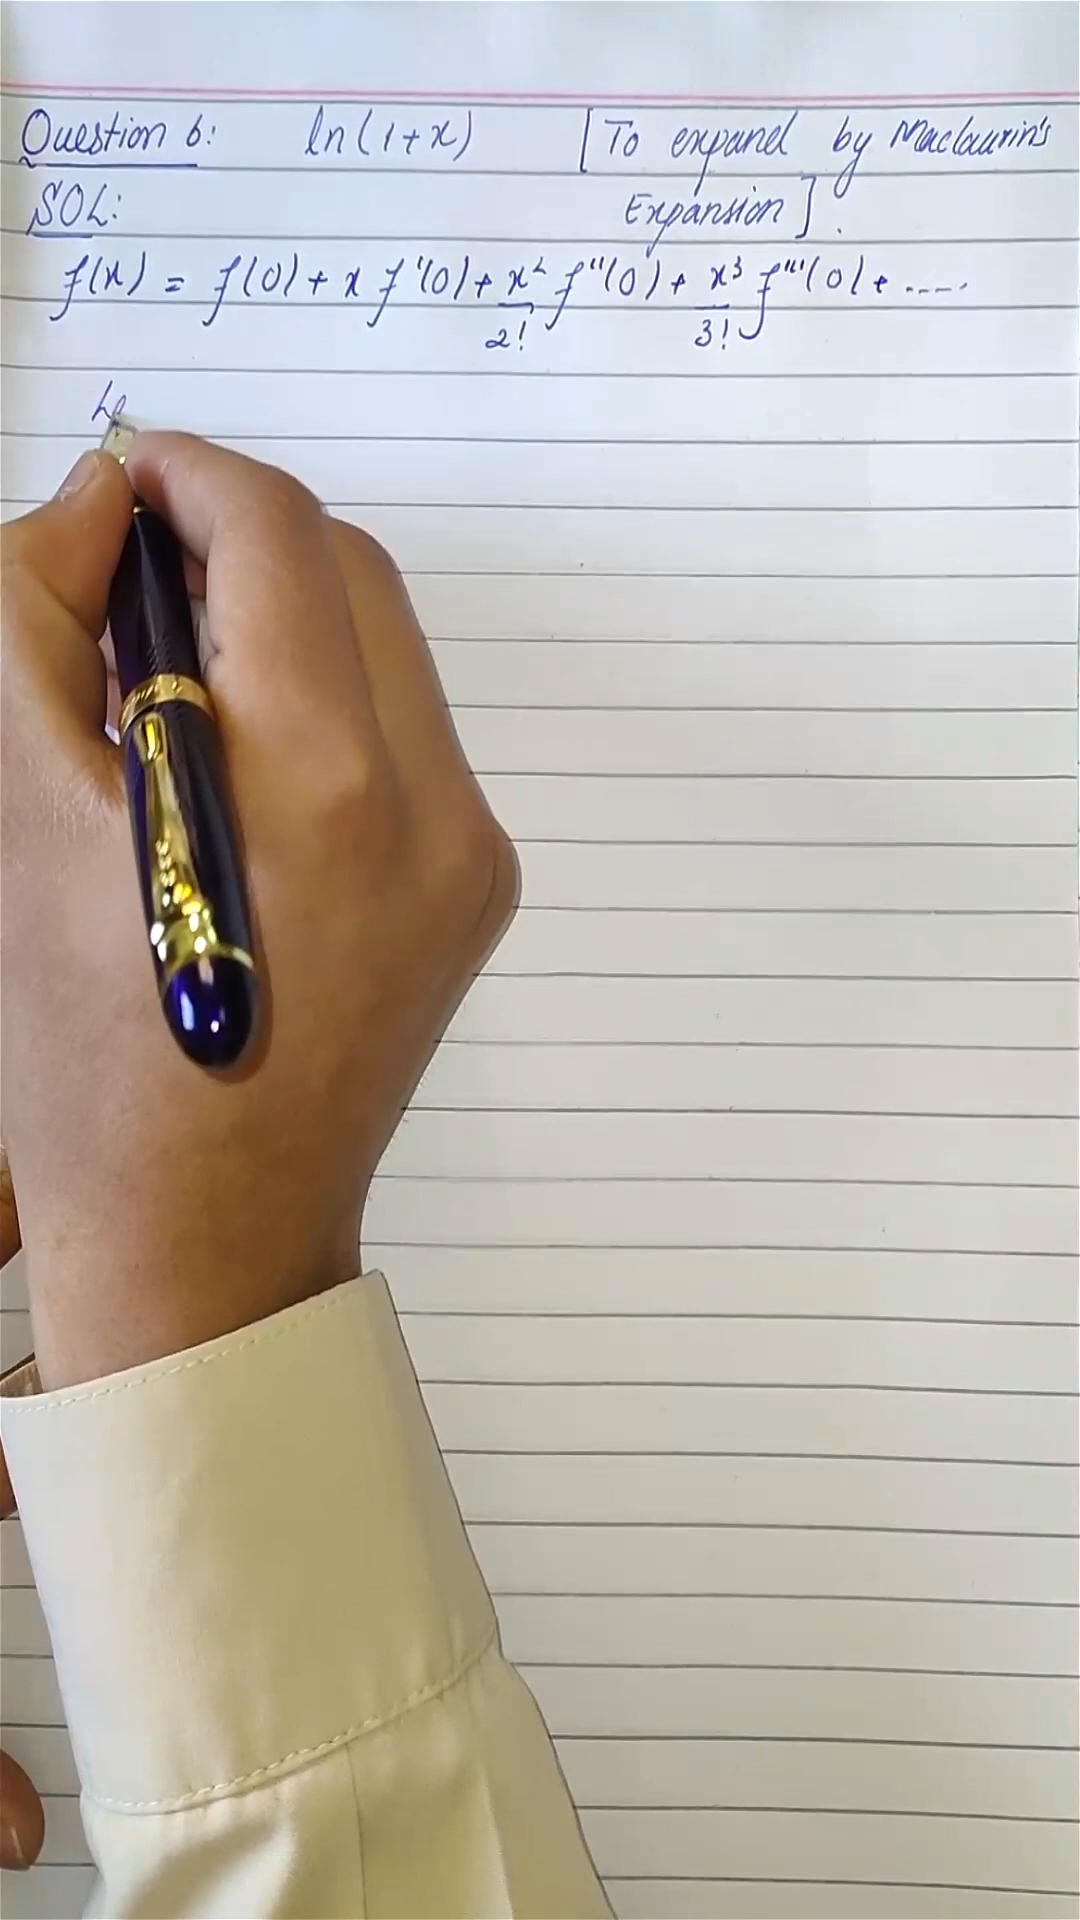 Question 6: ln(1+x) [To expand by Maclaurin's
SOL: Expansion].
f(x) = f(0) + x f'(0) + x²/2! f''(0) + x³/3! f'''(0) + .....